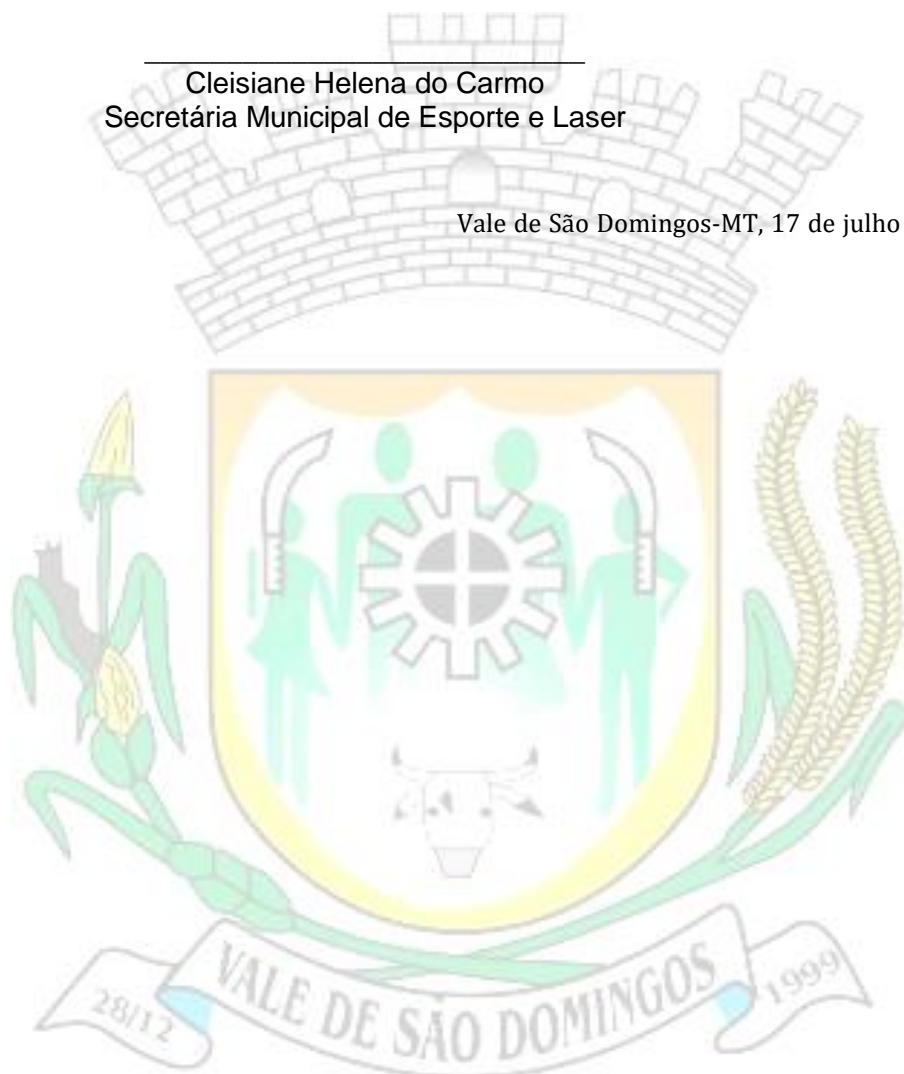 Cleisiane Helena do Carmo
Secretária Municipal de Esporte e Laser
Vale de São Domingos-MT, 17 de julho
28/12
VALE DE SÃO DOMINGOS
1999